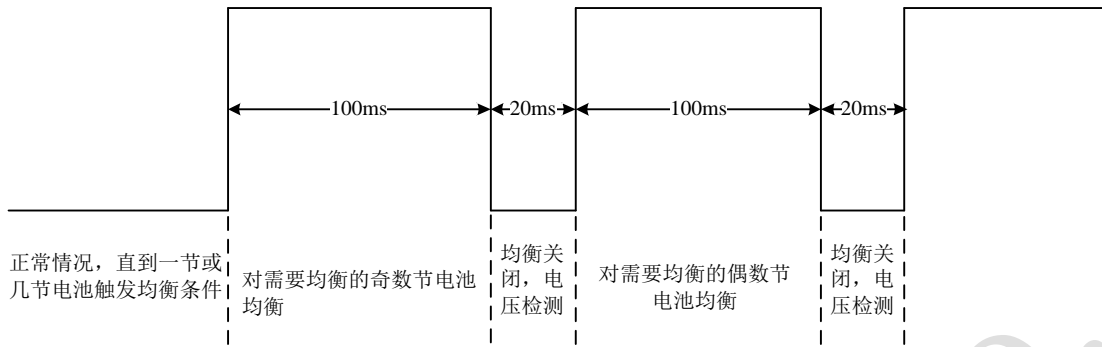 100ms
20ms
100ms
20ms
正常情况，直到一节或
几节电池触发均衡条件
对需要均衡的奇数节电池
均衡
均衡关
闭，电
压检测
对需要均衡的偶数节
电池均衡
均衡关
闭，电
压检测